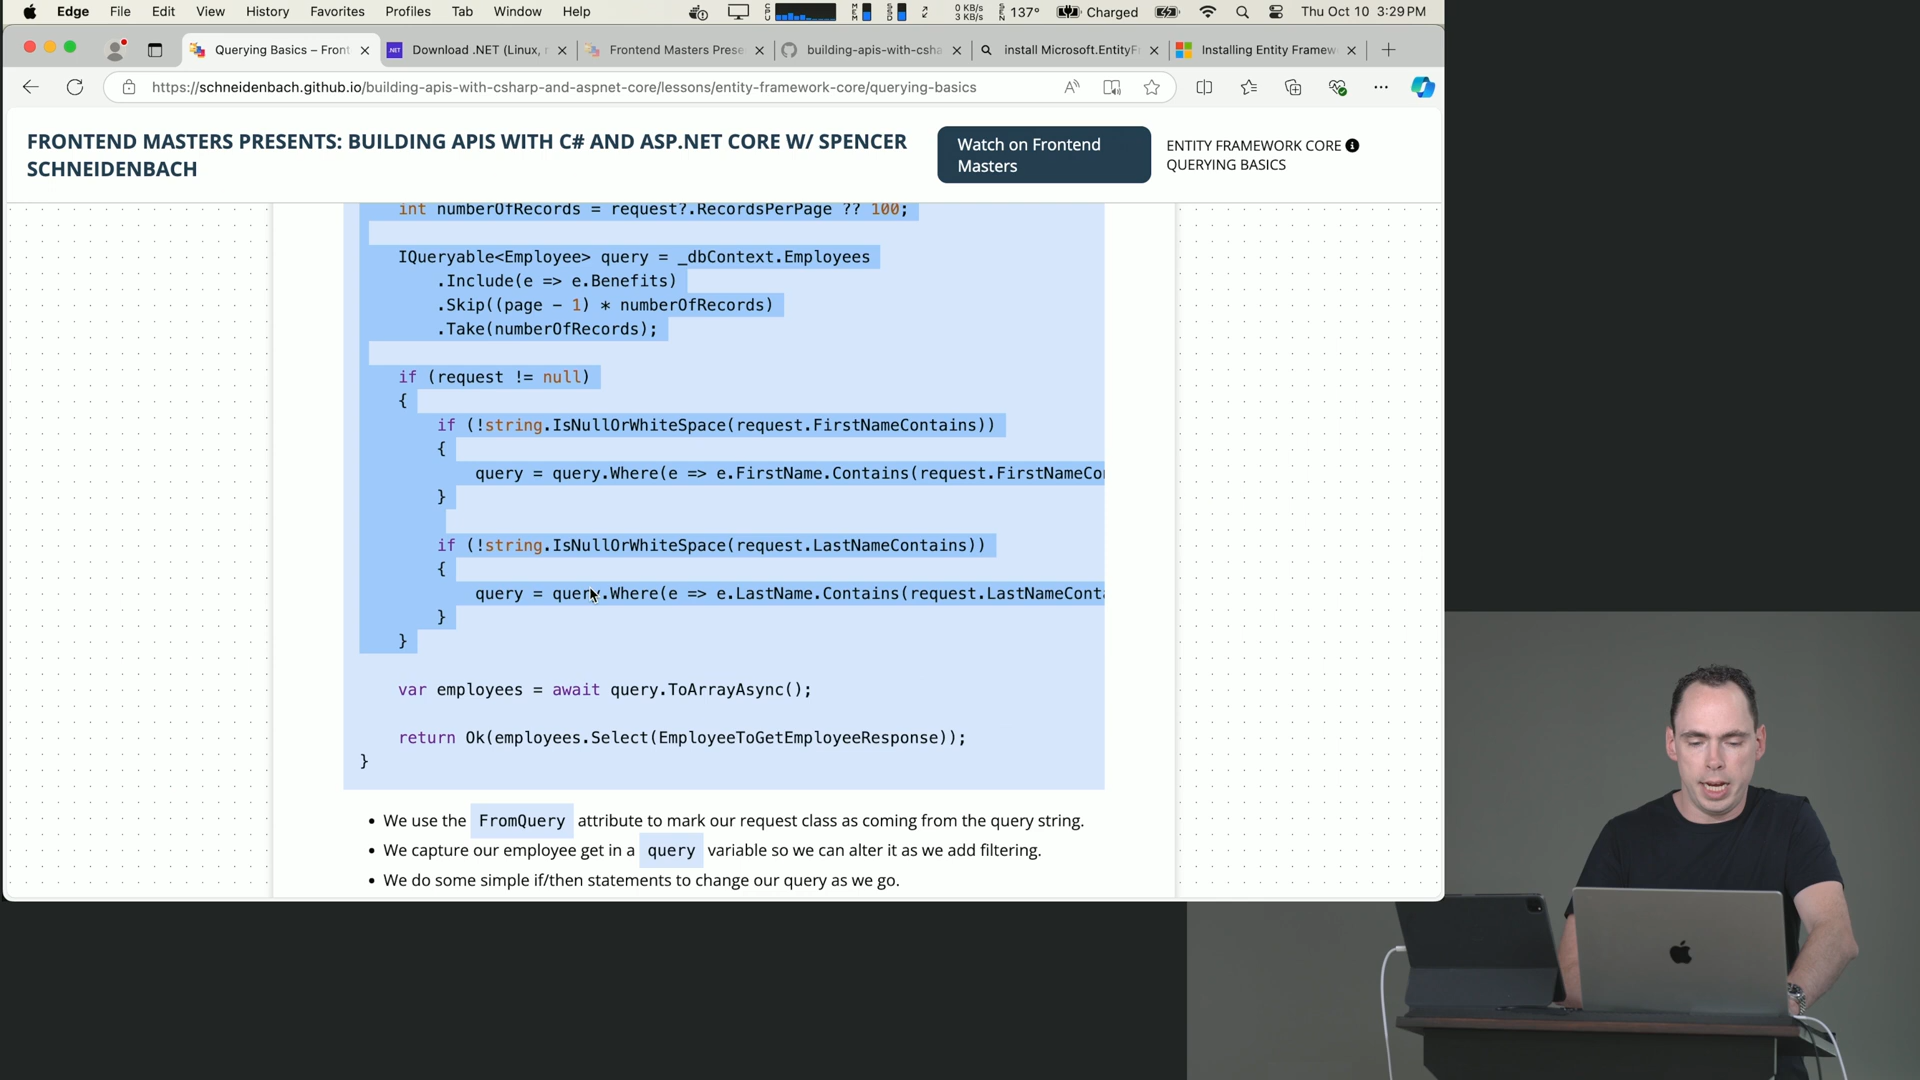 Edge File Edit View History Favorites Profiles Tab Window Help 0 KB/s 3 KB/s 137° Charged Thu Oct 10 3:29 PM
Querying Basics – Front Download .NET (Linux, Frontend Masters Prese building-apis-with-csha install Microsoft.EntityF Installing Entity Framew
https://schneidenbach.github.io/building-apis-with-csharp-and-aspnet-core/lessons/entity-framework-core/querying-basics
FRONTEND MASTERS PRESENTS: BUILDING APIS WITH C# AND ASP.NET CORE W/ SPENCER
SCHNEIDENBACH
Watch on Frontend
Masters
ENTITY FRAMEWORK CORE
QUERYING BASICS
int numberOfRecords = request?.RecordsPerPage ?? 100;
IQueryable<Employee> query = _dbContext.Employees
.Include(e => e.Benefits)
.Skip((page - 1) * numberOfRecords)
.Take(numberOfRecords);
if (request != null)
{
if (!string.IsNullOrWhiteSpace(request.FirstNameContains))
{
query = query.Where(e => e.FirstName.Contains(request.FirstNameCo
}
if (!string.IsNullOrWhiteSpace(request.LastNameContains))
{
query = query.Where(e => e.LastName.Contains(request.LastNameConta
}
}
var employees = await query.ToArrayAsync();
return Ok(employees.Select(EmployeeToGetEmployeeResponse));
}
• We use the FromQuery attribute to mark our request class as coming from the query string.
• We capture our employee get in a query variable so we can alter it as we add filtering.
• We do some simple if/then statements to change our query as we go.